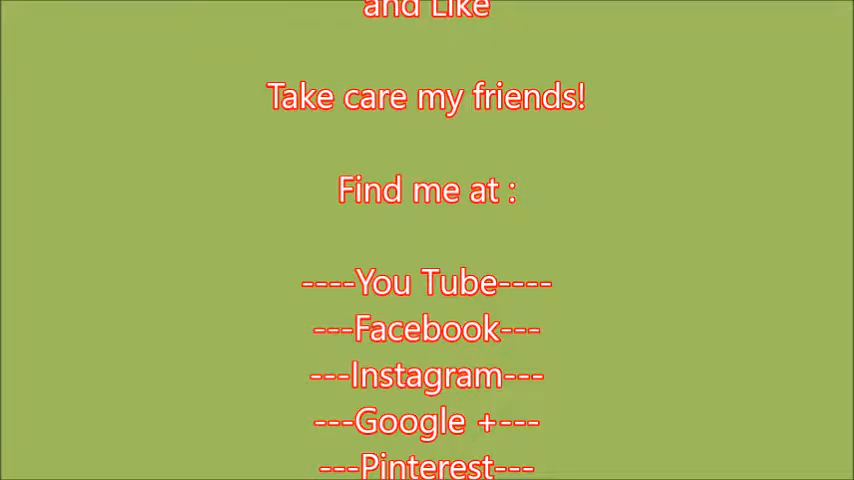 and Like
Take care my friends!
Find me at :
----You Tube----
---Facebook---
---Instagram---
---Google +---
---Pinterest---